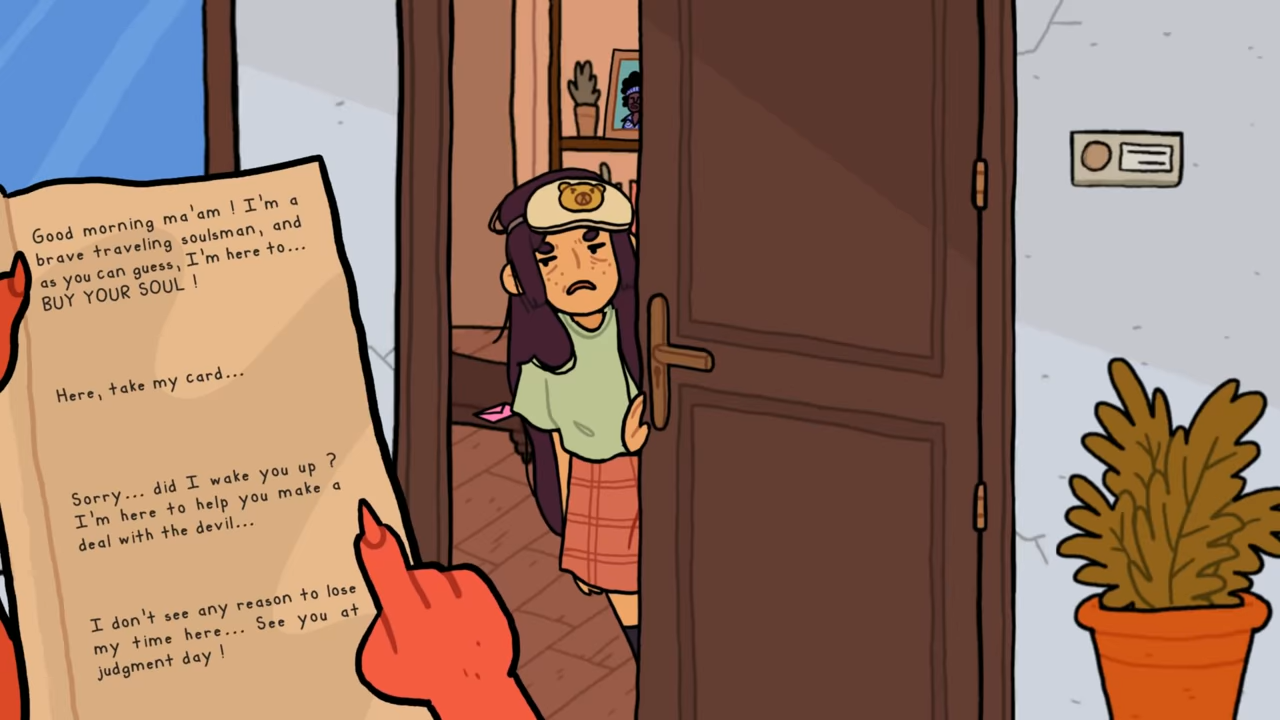 Good morning ma'am ! I'm a
brave traveling soulsman, and
as you can guess, I'm here to...
BUY YOUR SOUL !
Here, take my card...
Sorry... did I wake you up ?
I'm here to help you make a
deal with the devil...
I don't see any reason to lose
my time here... See you at
judgment day !